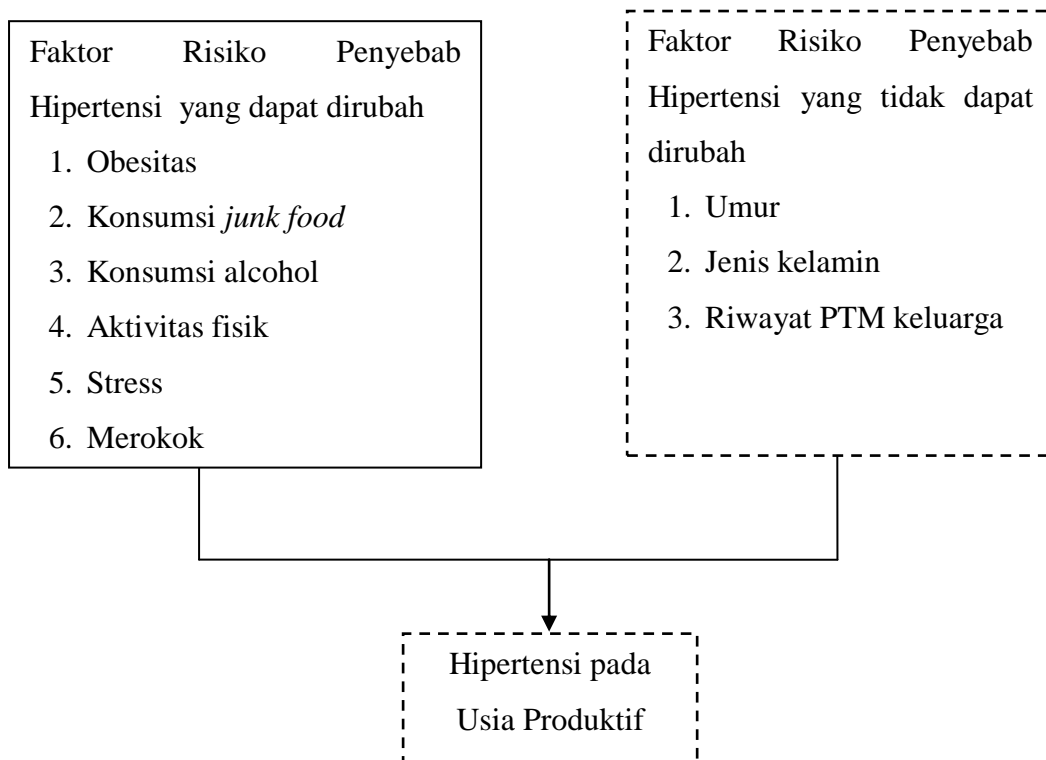 Faktor Risiko Penyebab
Hipertensi yang dapat dirubah
1. Obesitas
2. Konsumsi junk food
3. Konsumsi alcohol
4. Aktivitas fisik
5. Stress
6. Merokok
Faktor Risiko Penyebab
Hipertensi yang tidak dapat
dirubah
1. Umur
2. Jenis kelamin
3. Riwayat PTM keluarga
Hipertensi pada
Usia Produktif